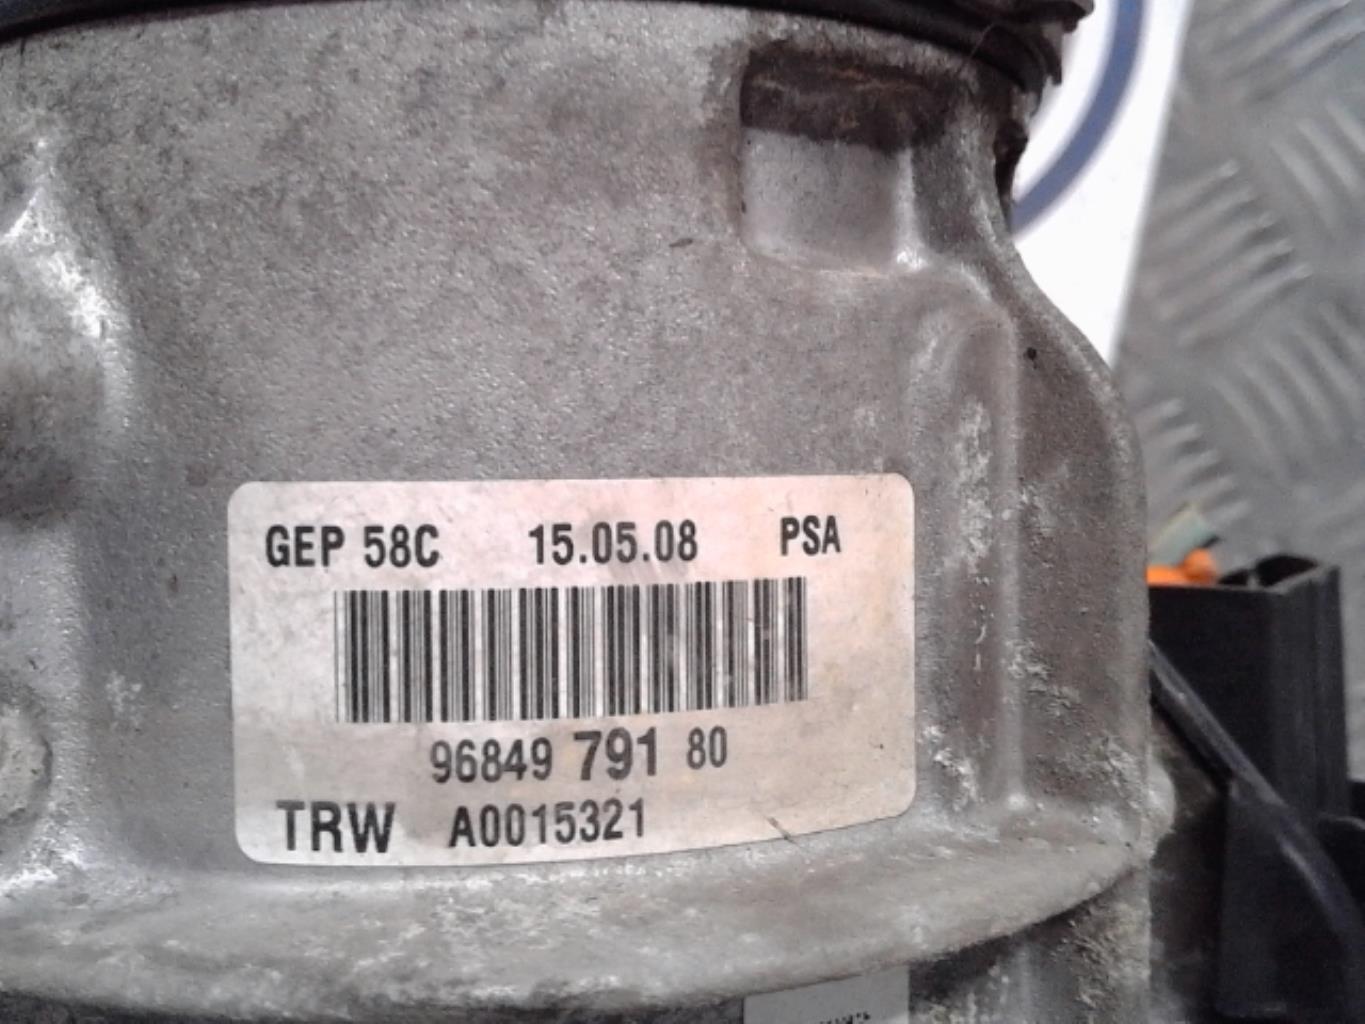 GEP 58C 15.05.08 PSA
96849 791 80
TRW A0015321